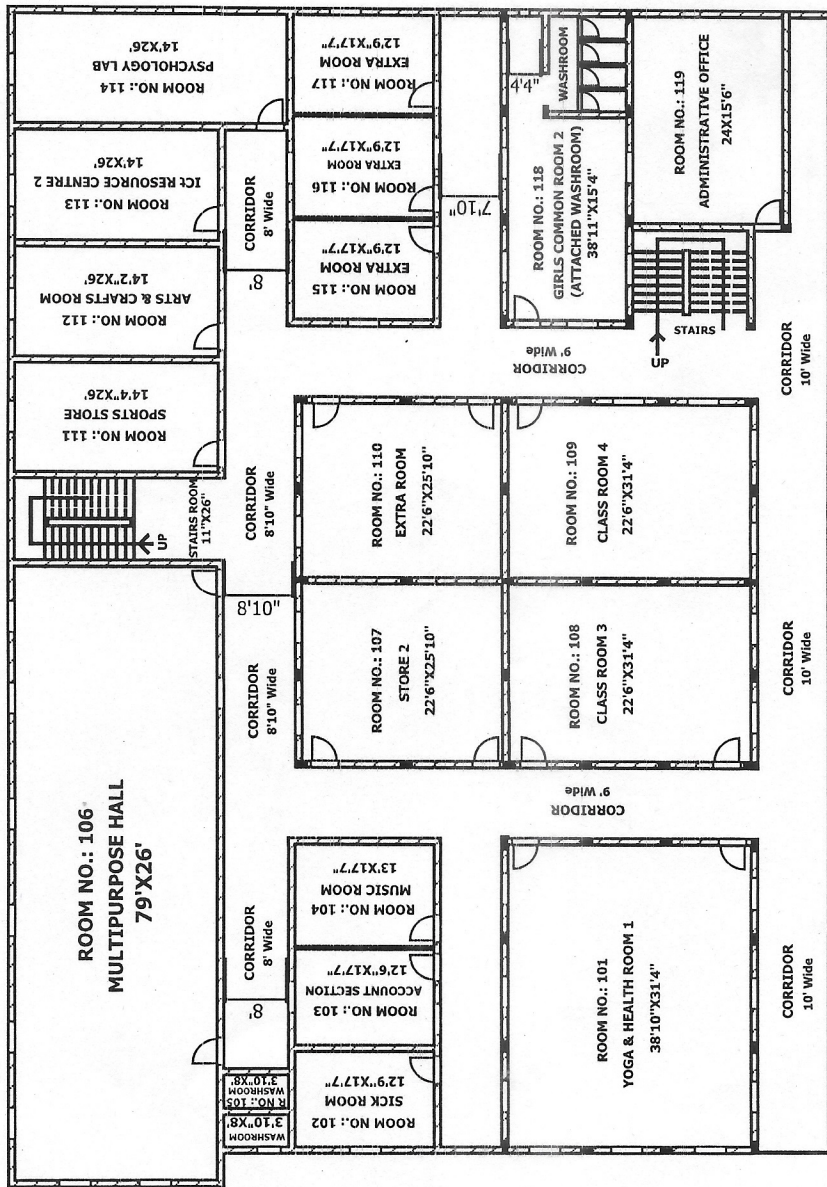 ROOM NO.: 106
MULTIPURPOSE HALL
79'X26'
UP
STAIRS ROOM
11"X26"
ROOM NO.: 111
SPORTS STORE
14'4"X26'
ROOM NO.: 112
ARTS & CRAFTS ROOM
14'2"X26'
ROOM NO.: 113
ICt RESOURCE CENTRE 2
14'X26'
ROOM NO.: 114
PSYCHOLOGY LAB
14'X26'
WASHROOM
3'10"X8'
R NO.: 105
WASHROOM
3'10"X8'
8'
CORRIDOR
8' Wide
CORRIDOR
8'10" Wide
8'10"
CORRIDOR
8'10" Wide
8'
CORRIDOR
8' Wide
ROOM NO.: 102
SICK ROOM
12'9"X17'7"
ROOM NO.: 103
ACCOUNT SECTION
12'6"X17'7"
ROOM NO.: 104
MUSIC ROOM
13'X17'7"
ROOM NO.: 107
STORE 2
22'6"X25'10"
ROOM NO.: 110
EXTRA ROOM
22'6"X25'10"
ROOM NO.: 115
EXTRA ROOM
12'9"X17'7"
ROOM NO.: 116
EXTRA ROOM
12'9"X17'7"
ROOM NO.: 117
EXTRA ROOM
12'9"X17'7"
7'10"
4'4"
ROOM NO.: 101
YOGA & HEALTH ROOM 1
38'10"X31'4"
CORRIDOR
9' Wide
ROOM NO.: 108
CLASS ROOM 3
22'6"X31'4"
ROOM NO.: 109
CLASS ROOM 4
22'6"X31'4"
CORRIDOR
9' Wide
ROOM NO.: 118
GIRLS COMMON ROOM 2
(ATTACHED WASHROOM)
38'11"X15'4"
WASHROOM
UP
STAIRS
ROOM NO.: 119
ADMINISTRATIVE OFFICE
24X15'6"
CORRIDOR
10' Wide
CORRIDOR
10' Wide
CORRIDOR
10' Wide